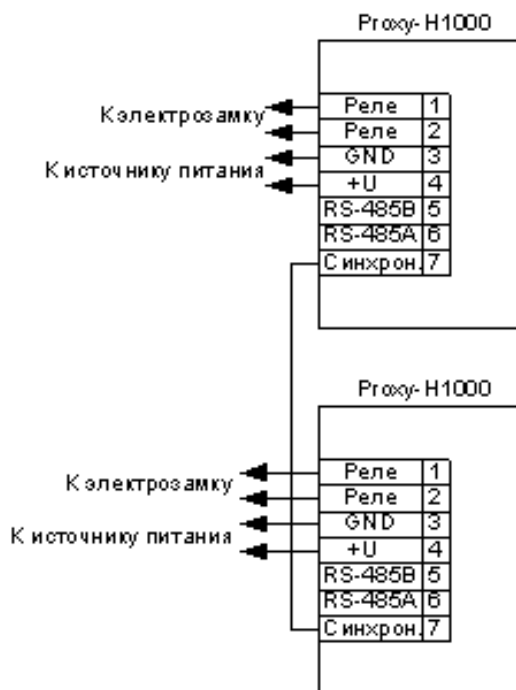 Proxy-H1000
К электрозамку
К источнику питания
Реле 1
Реле 2
GND 3
+U 4
RS-485B 5
RS-485A 6
Синхрон. 7
Proxy-H1000
К электрозамку
К источнику питания
Реле 1
Реле 2
GND 3
+U 4
RS-485B 5
RS-485A 6
Синхрон. 7